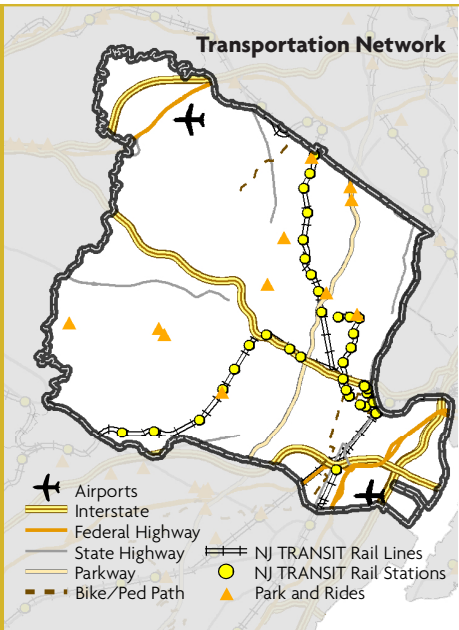 Transportation Network
Airports
Interstate
Federal Highway
State Highway
Parkway
Bike/Ped Path
NJ TRANSIT Rail Lines
NJ TRANSIT Rail Stations
Park and Rides